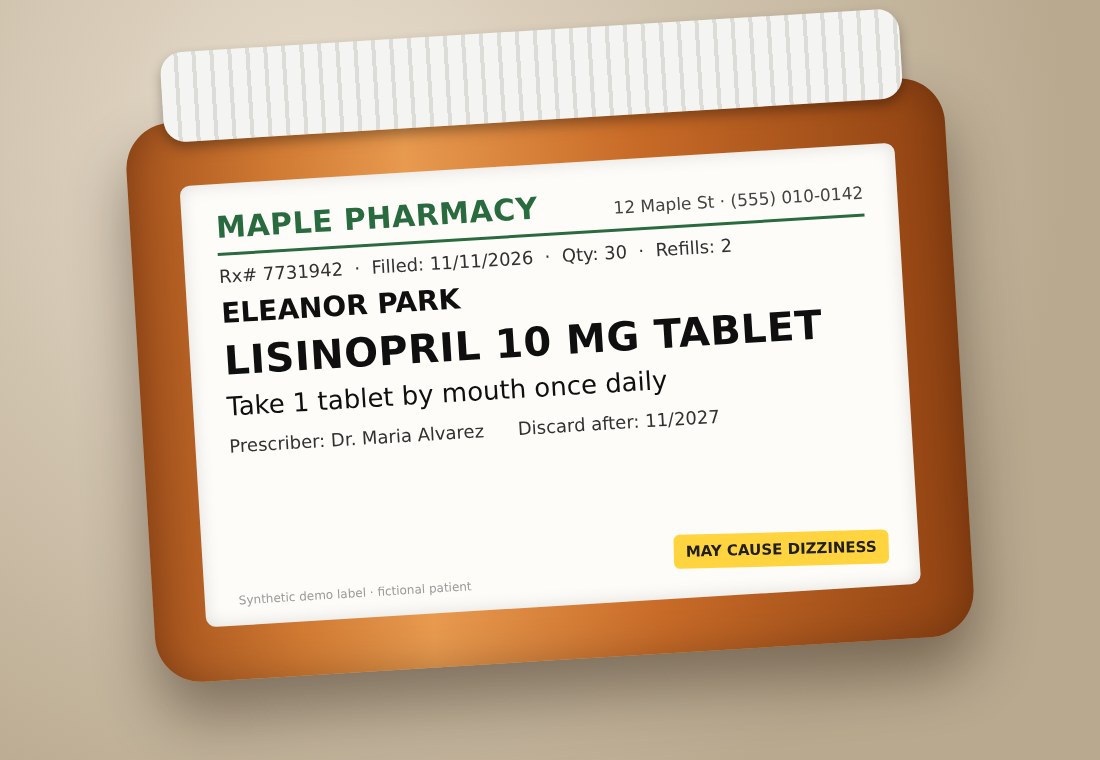 MAPLE PHARMACY 12 Maple St · (555) 010-0142
Rx# 7731942 · Filled: 11/11/2026 · Qty: 30 · Refills: 2
ELEANOR PARK
LISINOPRIL 10 MG TABLET
Take 1 tablet by mouth once daily
Prescriber: Dr. Maria Alvarez Discard after: 11/2027
MAY CAUSE DIZZINESS
Synthetic demo label · fictional patient